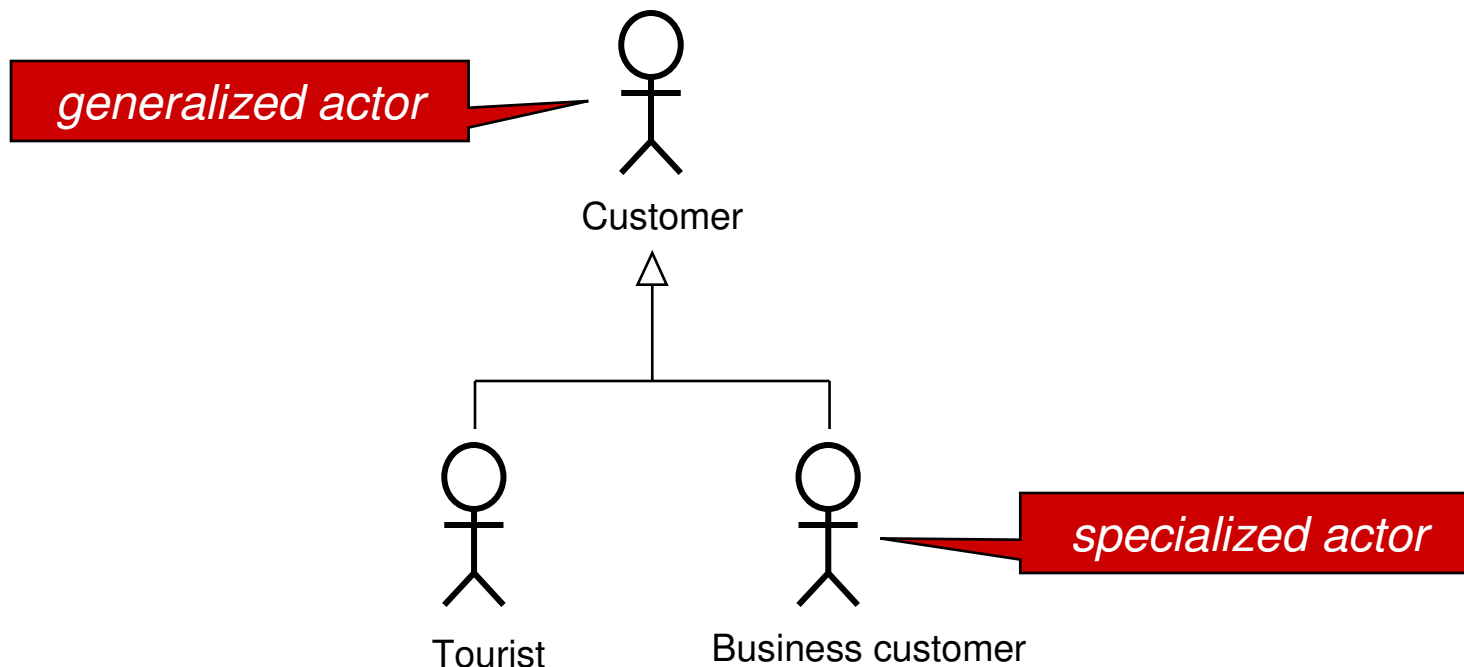 generalized actor
Customer
specialized actor
Tourist
Business customer